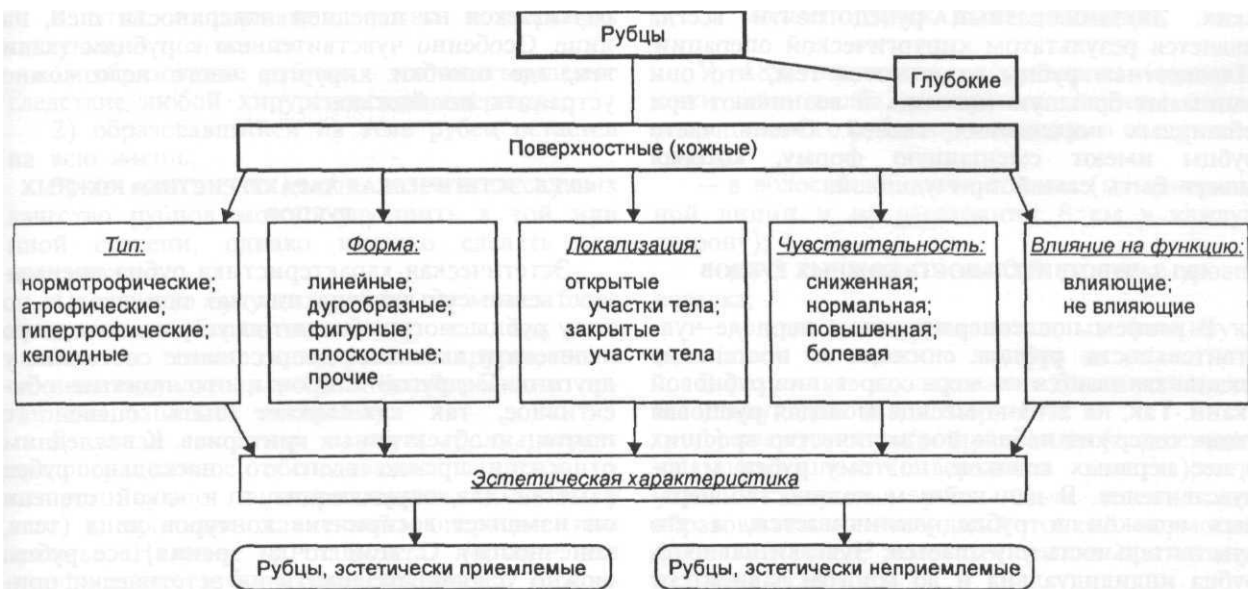 Рубцы
Глубокие
Поверхностные (кожные)
Тип:
нормотрофические;
атрофические;
гипертрофические;
келоидные
Форма:
линейные;
дугообразные;
фигурные;
плоскостные;
прочие
Локализация:
открытые
участки тела;
закрытые
участки тела
Чувствительность:
сниженная;
нормальная;
повышенная;
болевая
Влияние на функцию:
влияющие;
не влияющие
Эстетическая характеристика
Рубцы, эстетически приемлемые
Рубцы, эстетически неприемлемые